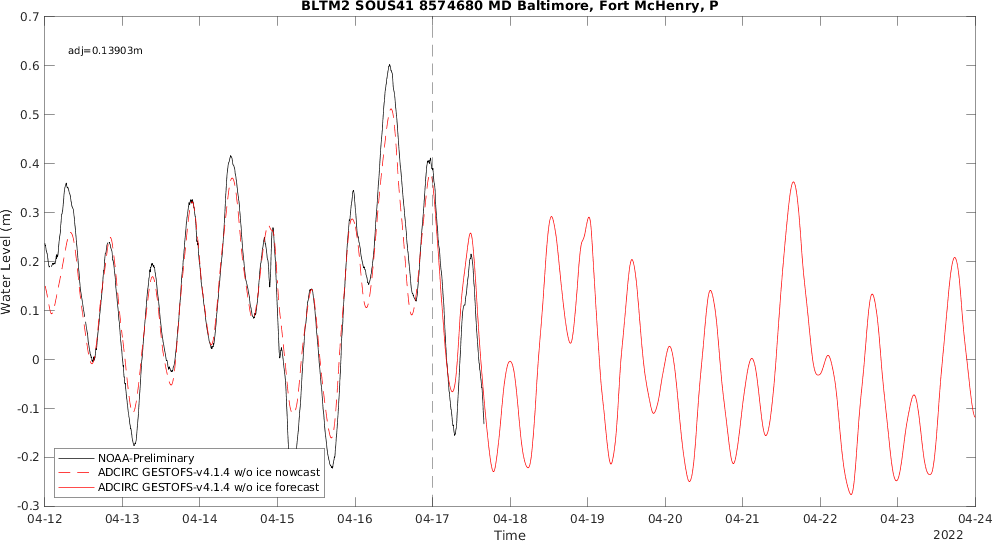 BLTM2 SOUS41 8574680 MD Baltimore, Fort McHenry, P
adj=0.13903m
0.7
0.6
0.5
0.4
0.3
0.2
0.1
0
-0.1
-0.2
-0.3
Water Level (m)
NOAA-Preliminary
ADCIRC GESTOFS-v4.1.4 w/o ice nowcast
ADCIRC GESTOFS-v4.1.4 w/o ice forecast
04-12 04-13 04-14 04-15 04-16 04-17 04-18 04-19 04-20 04-21 04-22 04-23 04-24
Time
2022